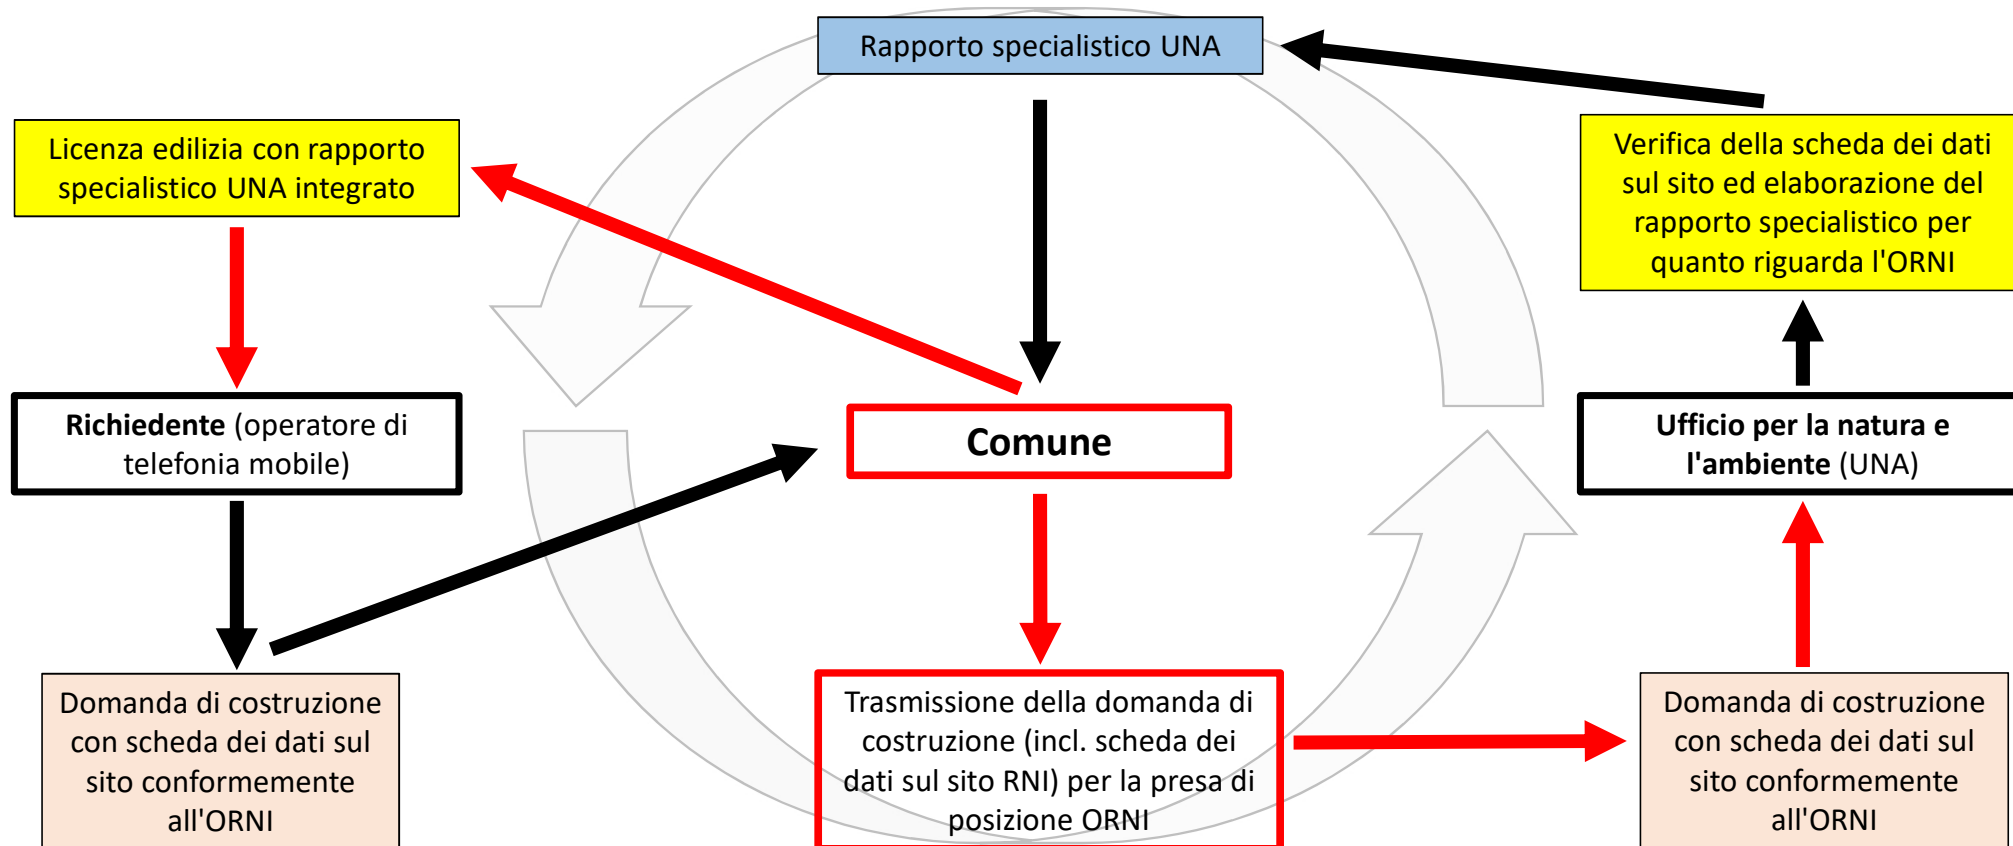 Rapporto specialistico UNA
Licenza edilizia con rapporto
specialistico UNA integrato
Verifica della scheda dei dati
sul sito ed elaborazione del
rapporto specialistico per
quanto riguarda l'ORNI
Richiedente (operatore di
telefonia mobile)
Comune
Ufficio per la natura e
l'ambiente (UNA)
Domanda di costruzione
con scheda dei dati sul
sito conformemente
all'ORNI
Trasmissione della domanda di
costruzione (incl. scheda dei
dati sul sito RNI) per la presa di
posizione ORNI
Domanda di costruzione
con scheda dei dati sul
sito conformemente
all'ORNI